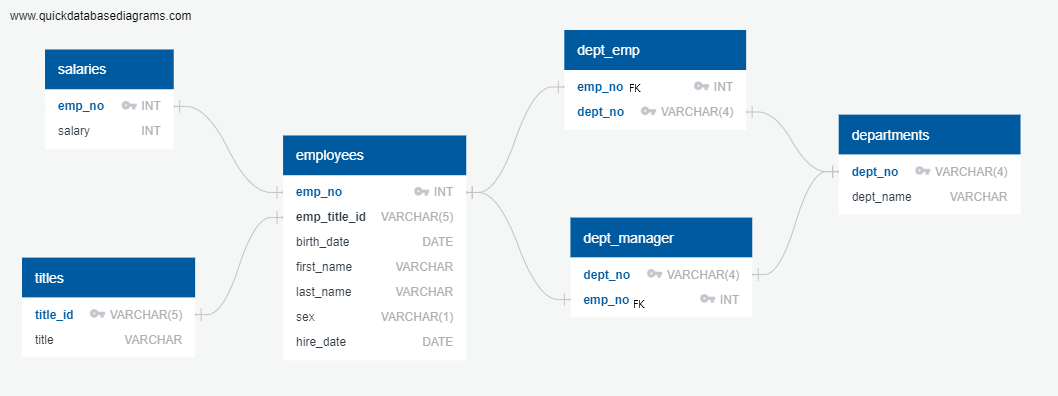 www.quickdatabasediagrams.com
salaries
emp_no INT
salary INT
titles
title_id VARCHAR(5)
title VARCHAR
employees
emp_no INT
emp_title_id VARCHAR(5)
birth_date DATE
first_name VARCHAR
last_name VARCHAR
sex VARCHAR(1)
hire_date DATE
dept_emp
emp_no FK INT
dept_no VARCHAR(4)
dept_manager
dept_no VARCHAR(4)
emp_no FK INT
departments
dept_no VARCHAR(4)
dept_name VARCHAR